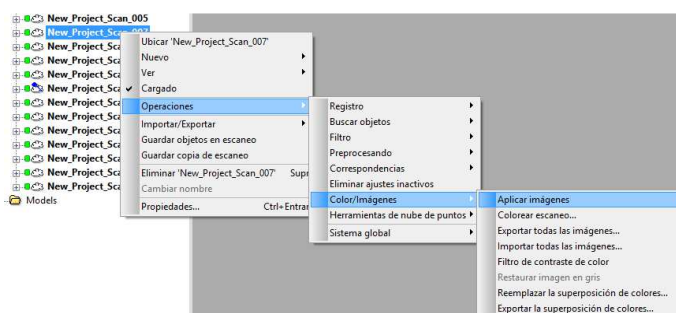 New_Project_Scan_005
New_Project_Scan_007
New_Project_Sca
New_Project_Sca
New_Project_Sca
New_Project_Sca
New_Project_Sca
New_Project_Sca
New_Project_Sca
New_Project_Sca
New_Project_Sca
New_Project_Sca
Models
Ubicar 'New_Project_Scan_007'
Nuevo
Ver
Cargado
Operaciones
Importar/Exportar
Guardar objetos en escaneo
Guardar copia de escaneo
Eliminar 'New_Project_Scan_007' Supr
Cambiar nombre
Propiedades... Ctrl+Entrar
Registro
Buscar objetos
Filtro
Preprocesando
Correspondencias
Eliminar ajustes inactivos
Color/Imágenes
Herramientas de nube de puntos
Sistema global
Aplicar imágenes
Colorear escaneo...
Exportar todas las imágenes...
Importar todas las imágenes...
Filtro de contraste de color
Restaurar imagen en gris
Reemplazar la superposición de colores...
Exportar la superposición de colores...